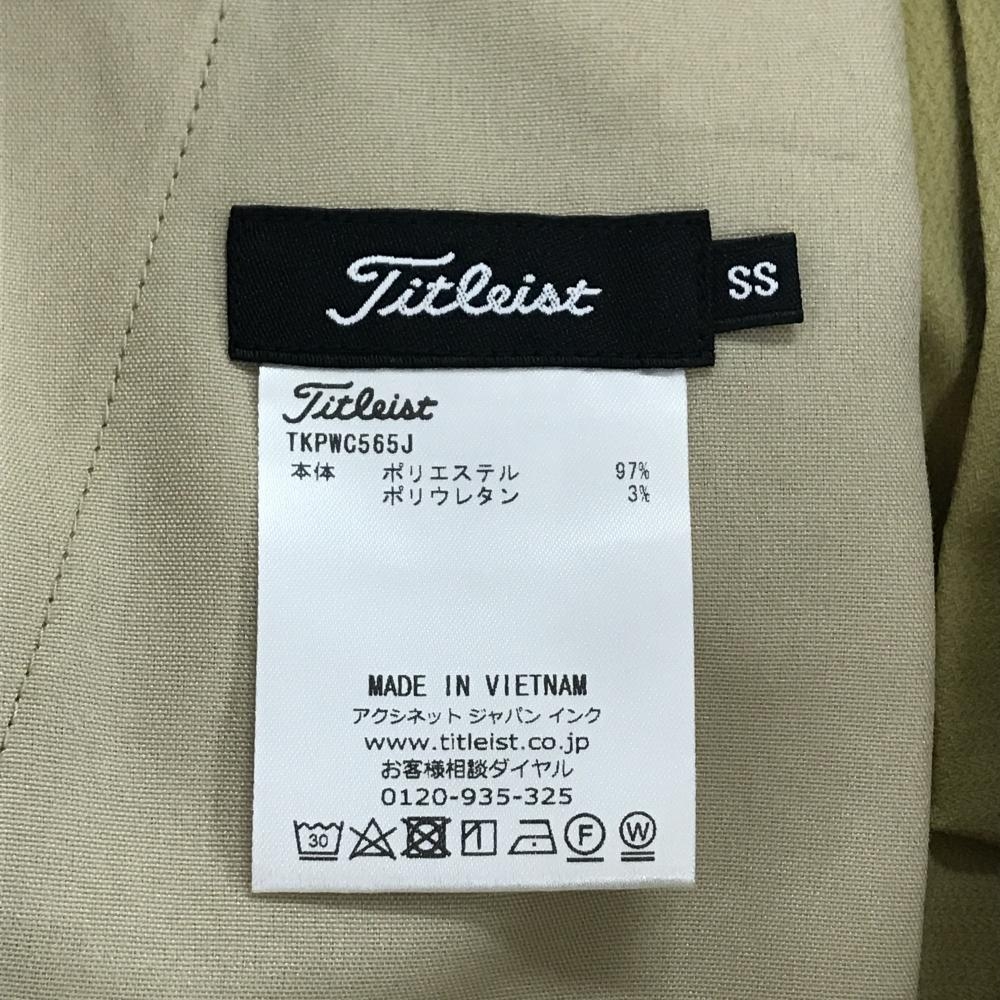 Titleist
SS
Titleist
TKPWC565J
本体 ポリエステル 97%
ポリウレタン 3%
MADE IN VIETNAM
アクシネット ジャパン インク
www.titleist.co.jp
お客様相談ダイヤル
0120-935-325
30 F W